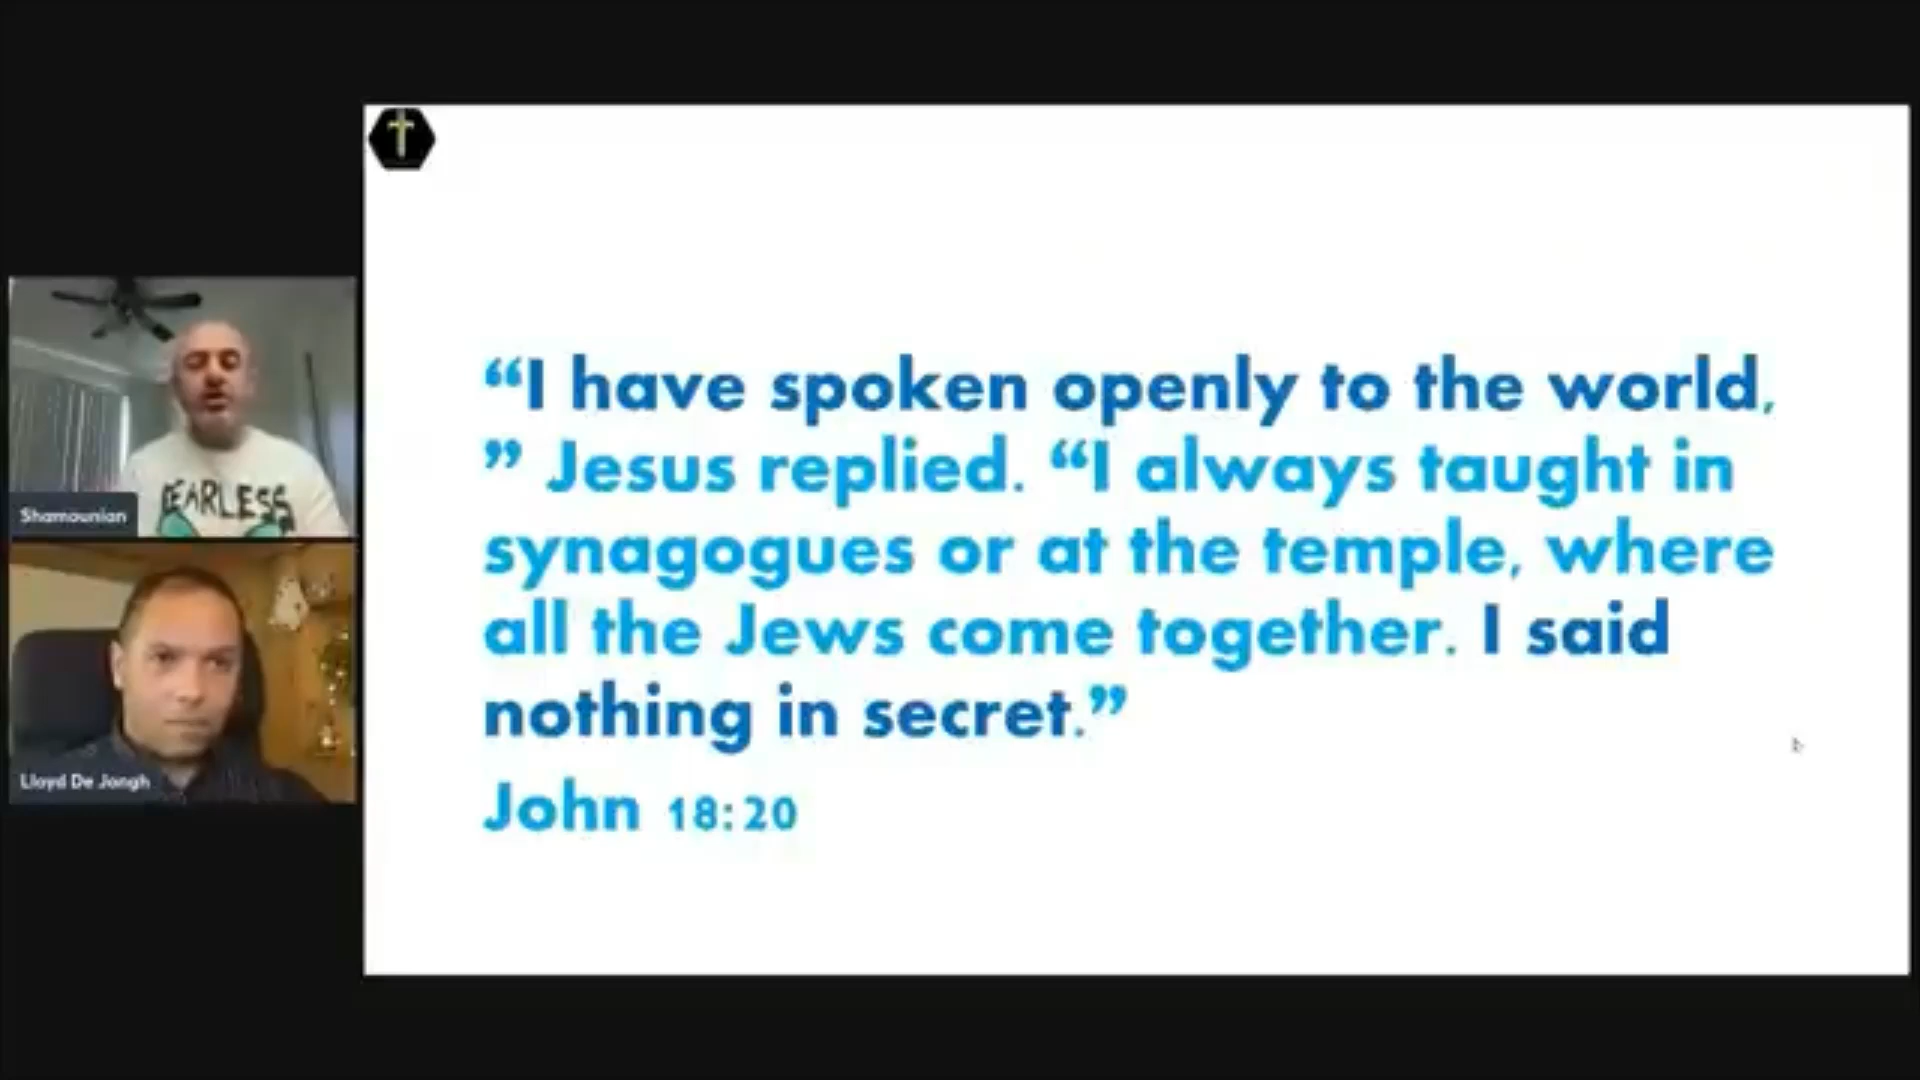 “I have spoken openly to the world,
” Jesus replied. “I always taught in
synagogues or at the temple, where
all the Jews come together. I said
nothing in secret.”
John 18:20
FEARLESS
Shamounian
Lloyd De Jongh